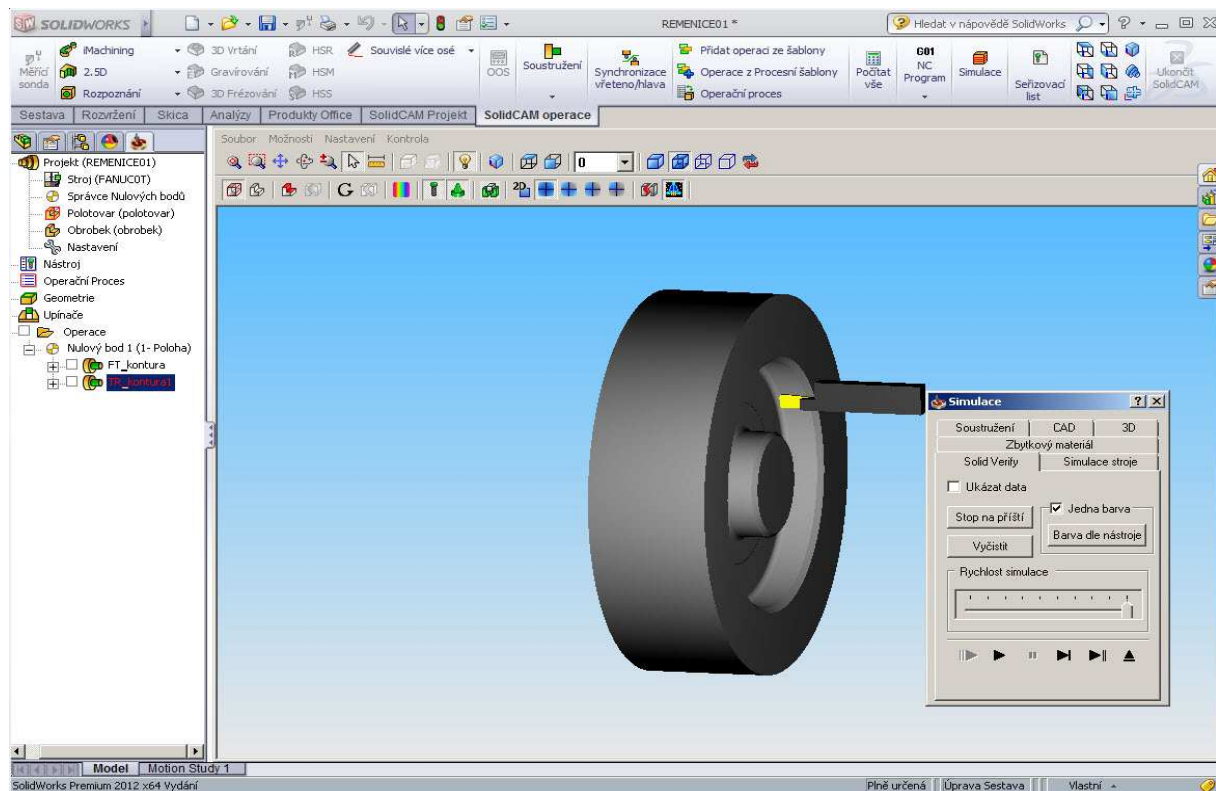 SOLIDWORKS
REMENICE01 *
Hledat v nápovědě SolidWorks
Měřící sonda
iMachining
2.5D
Rozpoznání
3D Vrtání
Gravírování
3D Frézování
HSR
HSM
HSS
Souvislé více osé
OOS
Soustružení
Synchronizace vřeteno/hlava
Přidat operaci ze šablony
Operace z Procesní šablony
Operační proces
Počítat vše
G01
NC Program
Simulace
Seřizovací list
Ukončit SolidCAM
Sestava Rozvržení Skica Analýzy Produkty Office SolidCAM Projekt SolidCAM operace
Soubor Možnosti Nastavení Kontrola
0
G
2D
Projekt (REMENICE01)
Stroj (FANUC0T)
Správce Nulových bodů
Polotovar (polotovar)
Obrobek (obrobek)
Nastavení
Nástroj
Operační Proces
Geometrie
Upínače
Operace
Nulový bod 1 (1- Poloha)
FT_kontura
TR_kontura1
Simulace
Soustružení CAD 3D
Zbytkový materiál
Solid Verify Simulace stroje
Ukázat data
Stop na příští
Jedna barva
Vyčistit
Barva dle nástroje
Rychlost simulace
Model Motion Study 1
SolidWorks Premium 2012 x64 Vydání
Plně určená Úprava Sestava Vlastní